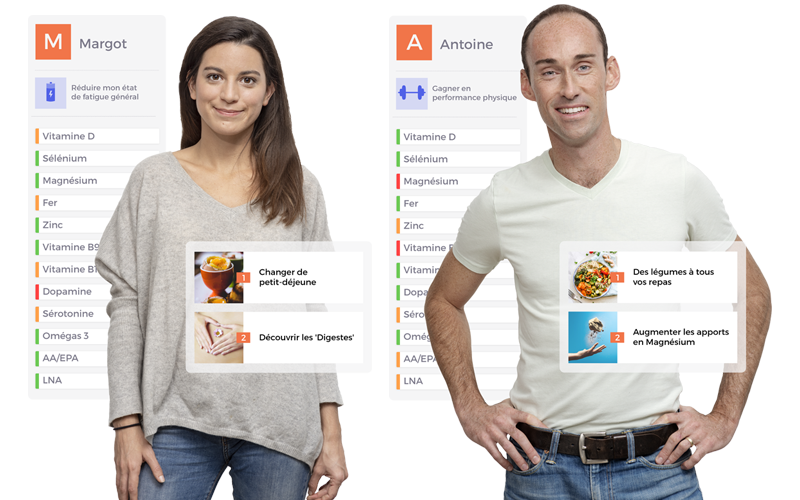 M
Margot
Réduire mon état
de fatigue général
Vitamine D
Sélénium
Magnésium
Fer
Zinc
Vitamine B9
Vitamine
Dopamine
Sérotonine
Omégas 3
AA/EPA
LNA
1
Changer de
petit-déjeune
2
Découvrir les 'Digestes'
A
Antoine
Gagner en
performance physique
Vitamine D
Sélénium
Magnésium
Fer
Zinc
Vitamine
LNA
1
Des légumes à tous
vos repas
2
Augmenter les apports
en Magnésium